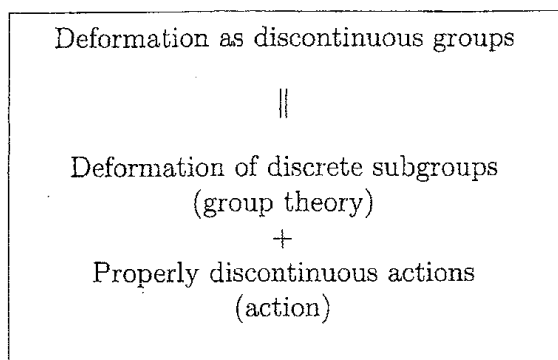 Deformation as discontinuous groups
||
Deformation of discrete subgroups
(group theory)
+
Properly discontinuous actions
(action)